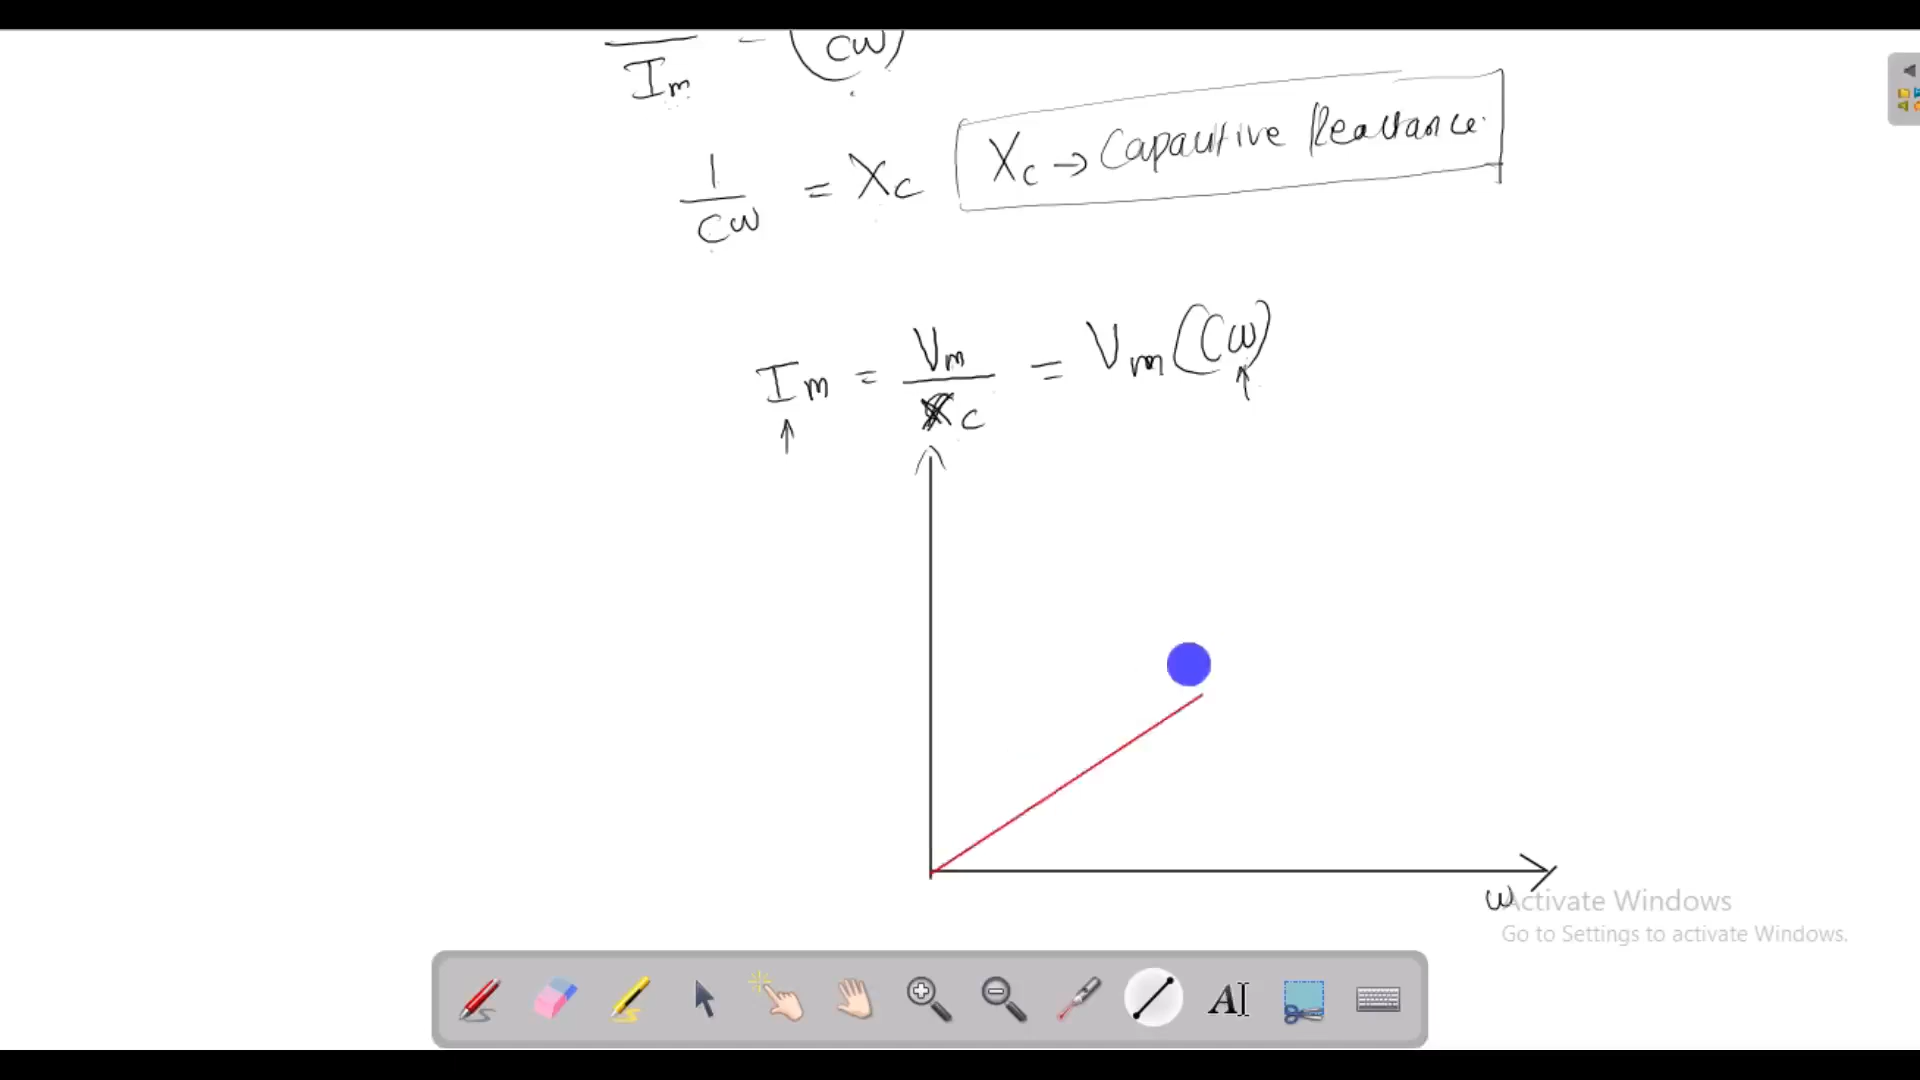 Im = (Cω)
1/Cω = Xc
Xc → Capacitive Reactance.
Im = Vm/Xc = Vm(Cω)
ω
Activate Windows
Go to Settings to activate Windows.
A